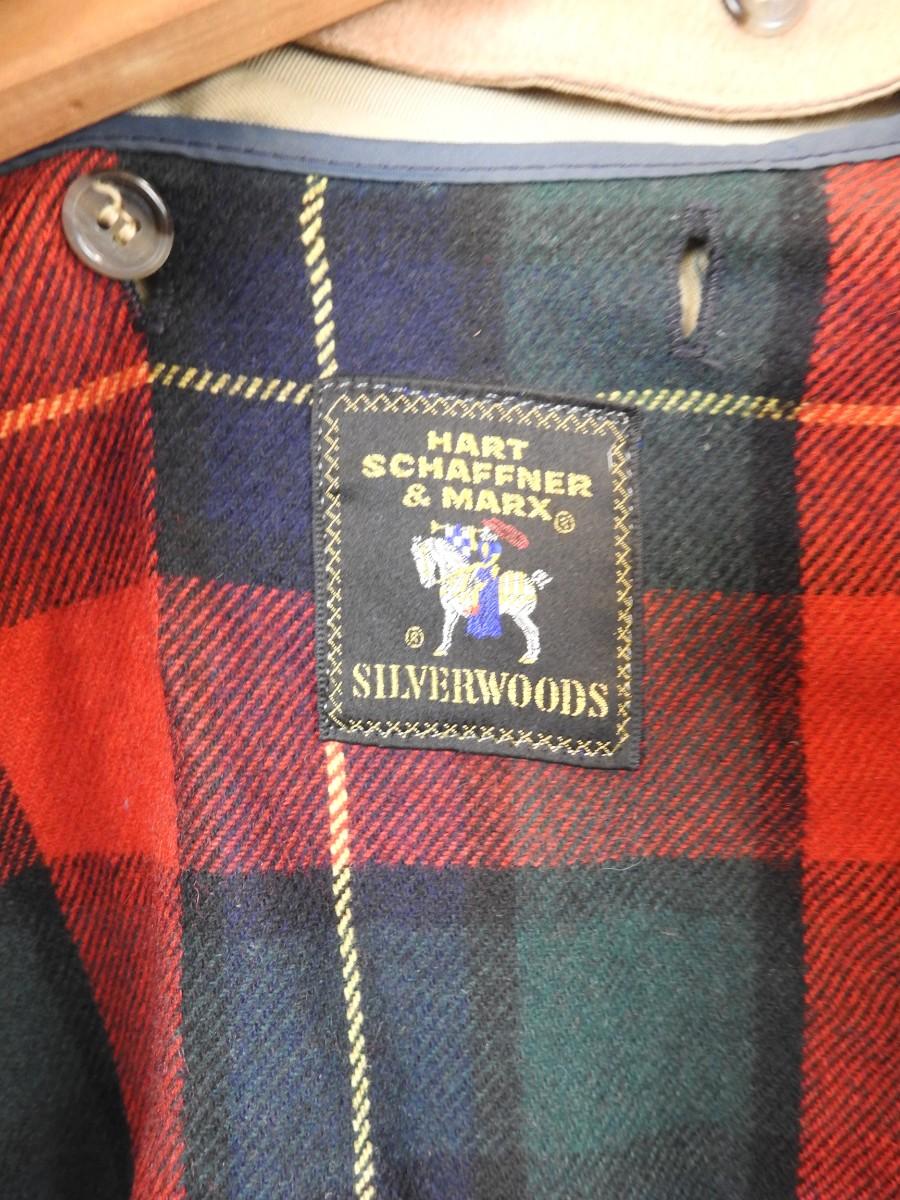 HART
SCHAFFNER
& MARX®
®
SILVERWOODS